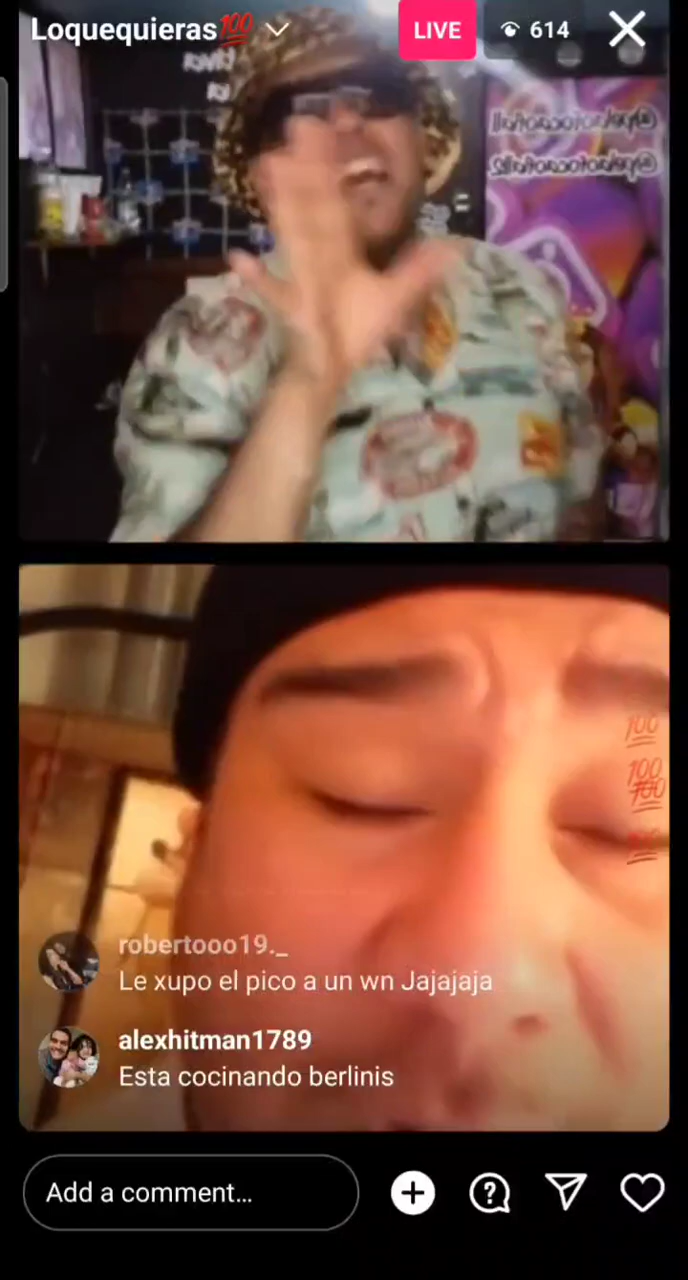 Loquequieras💯
LIVE
614
robertooo19._
Le xupo el pico a un wn Jajajaja
alexhitman1789
Esta cocinando berlinis
Add a comment...